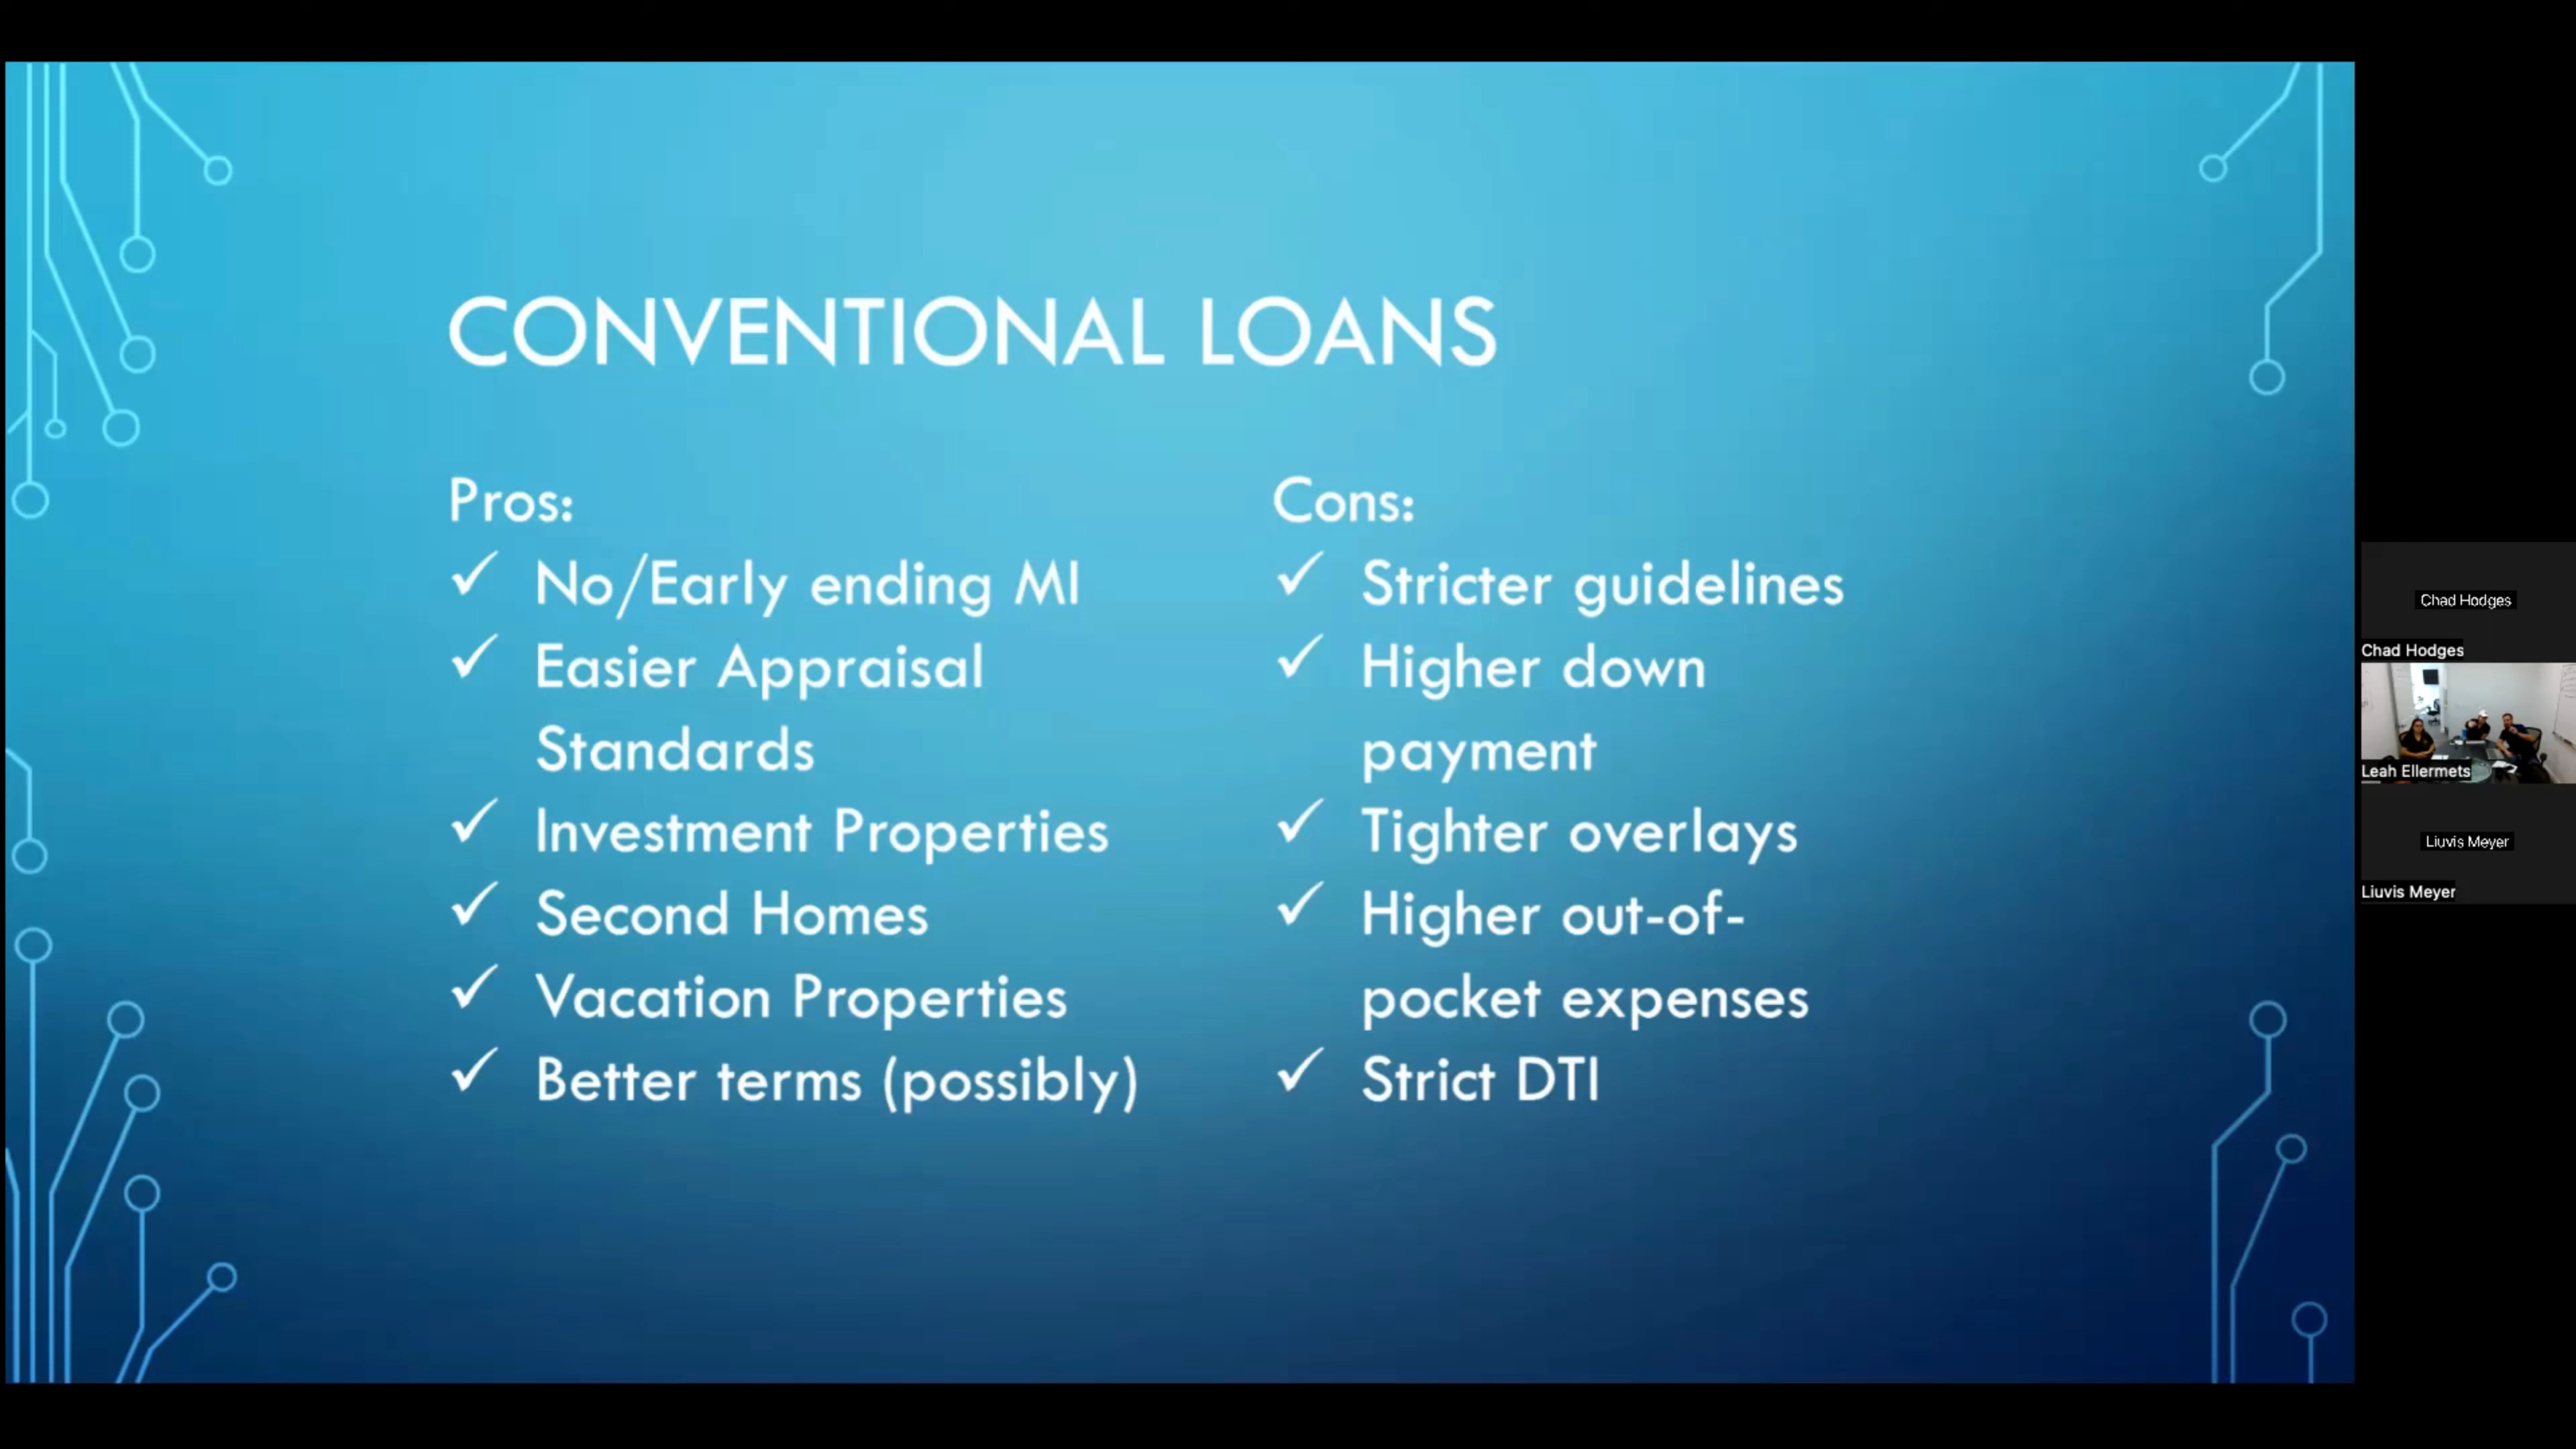 CONVENTIONAL LOANS
Pros:
✓ No/Early ending MI
✓ Easier Appraisal
Standards
✓ Investment Properties
✓ Second Homes
✓ Vacation Properties
✓ Better terms (possibly)
Cons:
✓ Stricter guidelines
✓ Higher down
payment
✓ Tighter overlays
✓ Higher out-of-
pocket expenses
✓ Strict DTI
Chad Hodges
Chad Hodges
Leah Ellermets
Liuvis Meyer
Liuvis Meyer